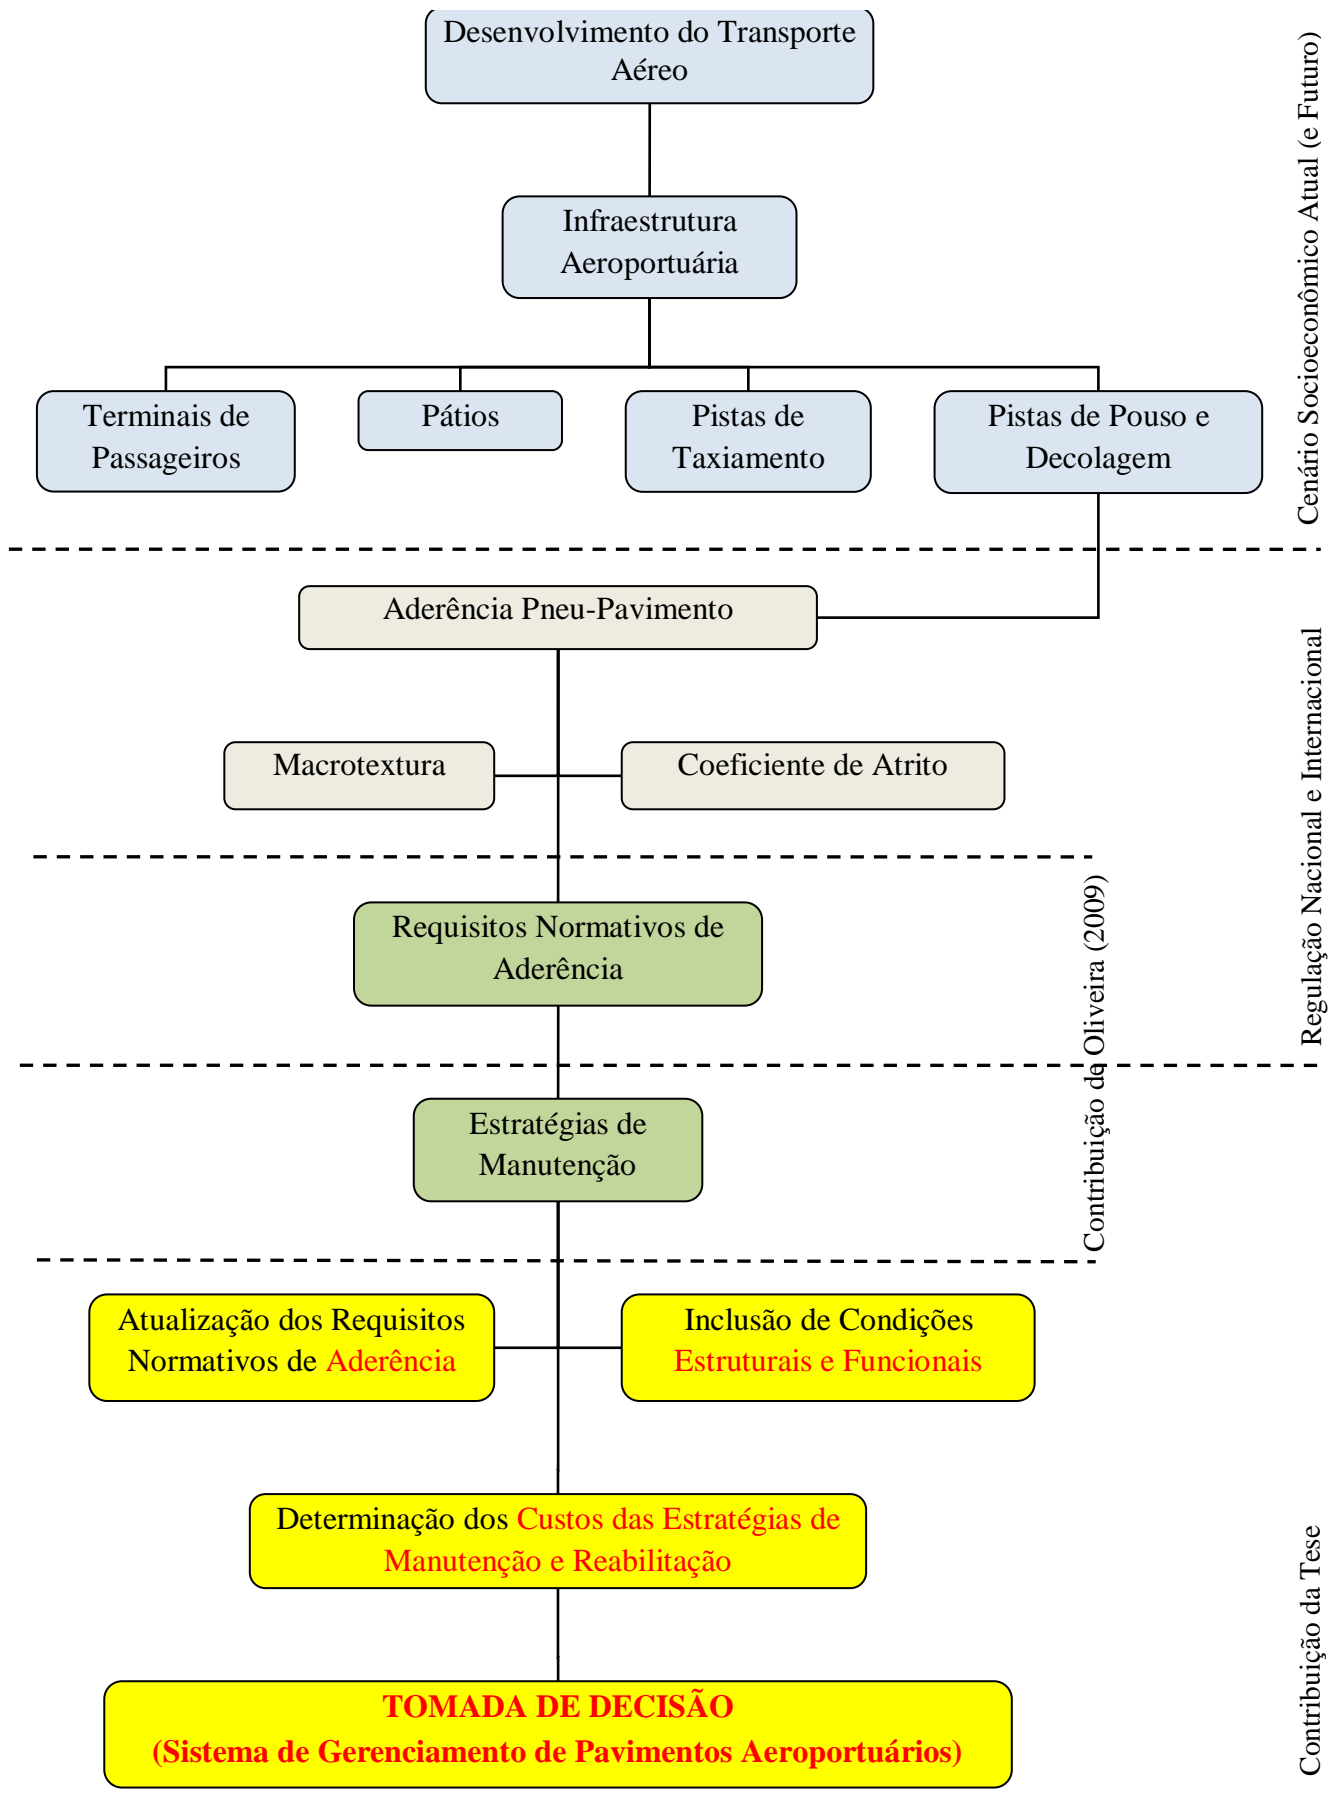 Desenvolvimento do Transporte
Aéreo
Infraestrutura
Aeroportuária
Terminais de
Passageiros
Pátios
Pistas de
Taxiamento
Pistas de Pouso e
Decolagem
Cenário Socioeconômico Atual (e Futuro)
Aderência Pneu-Pavimento
Macrotextura
Coeficiente de Atrito
Regulação Nacional e Internacional
Requisitos Normativos de
Aderência
Estratégias de
Manutenção
Contribuição de Oliveira (2009)
Atualização dos Requisitos
Normativos de Aderência
Inclusão de Condições
Estruturais e Funcionais
Determinação dos Custos das Estratégias de
Manutenção e Reabilitação
TOMADA DE DECISÃO
(Sistema de Gerenciamento de Pavimentos Aeroportuários)
Contribuição da Tese